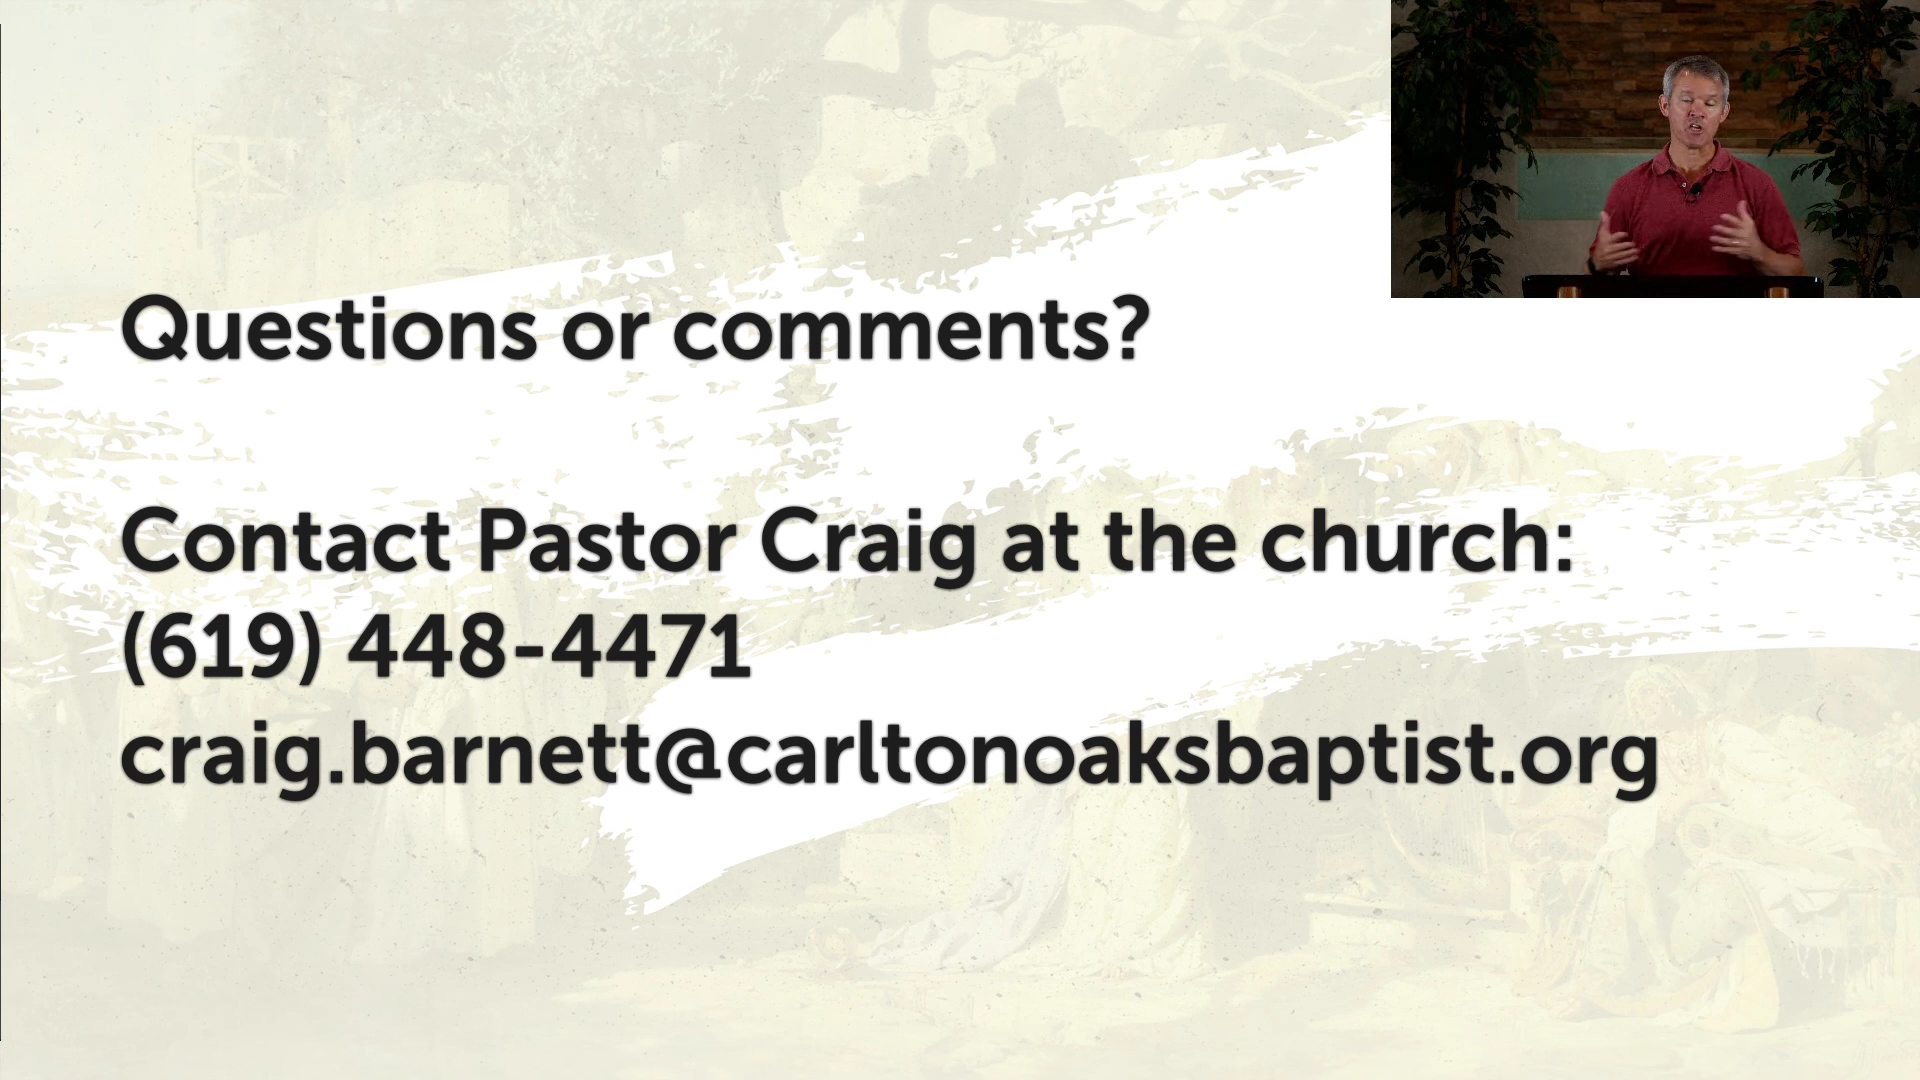 Questions or comments?
Contact Pastor Craig at the church:
(619) 448-4471
craig.barnett@carltonoaksbaptist.org